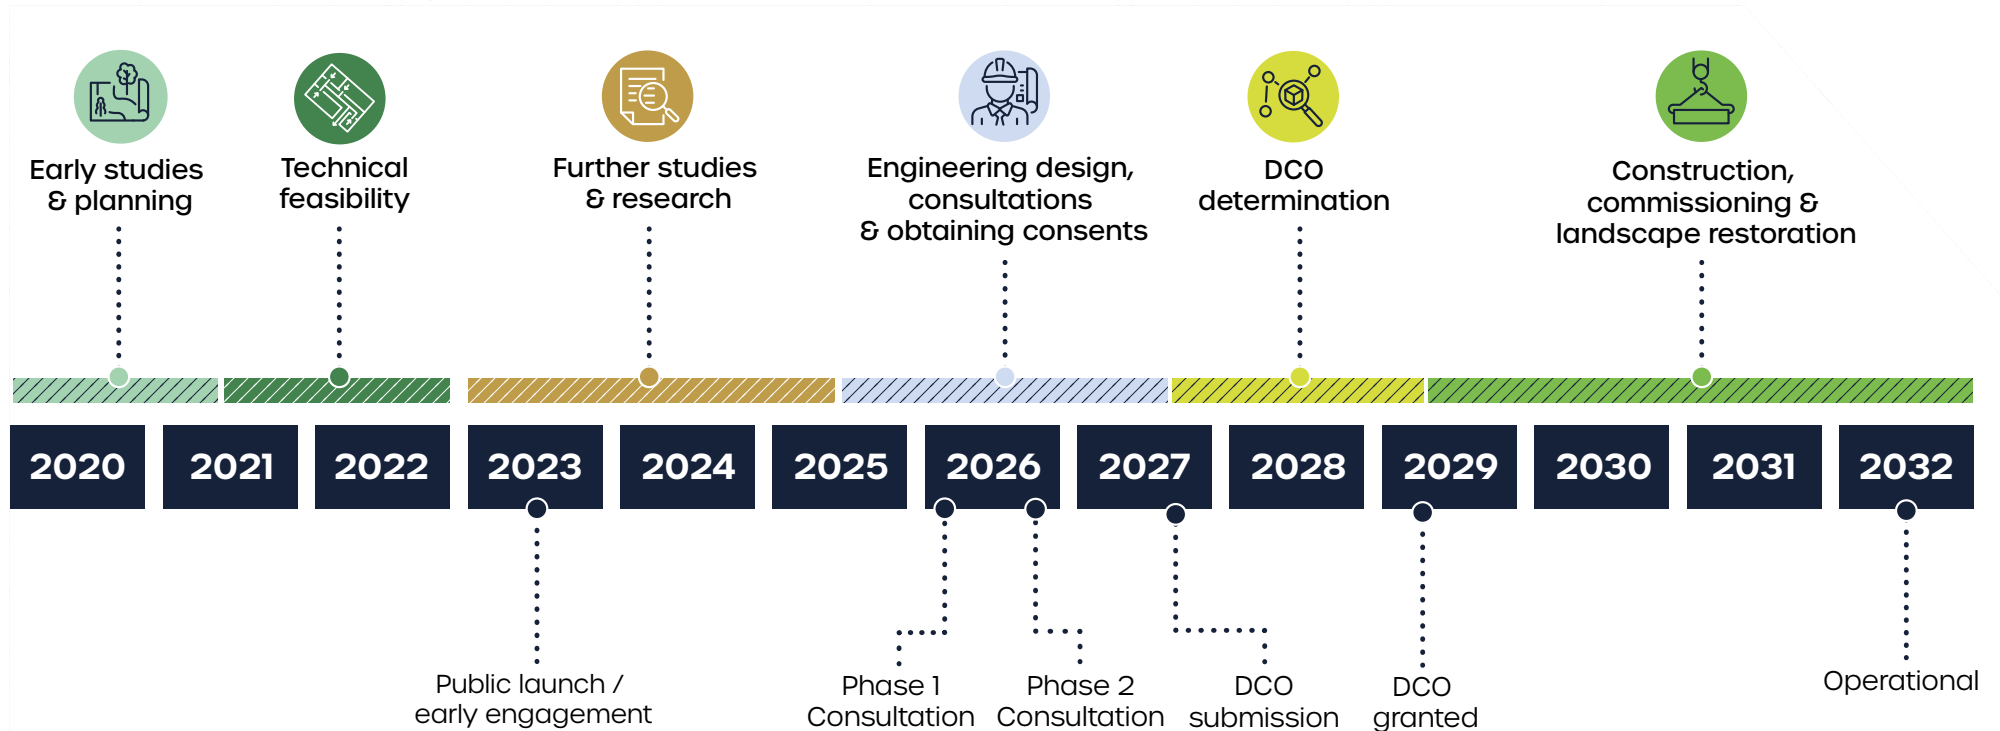 Early studies
& planning
Technical
feasibility
Further studies
& research
Engineering design,
consultations
& obtaining consents
DCO
determination
Construction,
commissioning &
landscape restoration
2020
2021
2022
2023
2024
2025
2026
2027
2028
2029
2030
2031
2032
Public launch /
early engagement
Phase 1
Consultation
Phase 2
Consultation
DCO
submission
DCO
granted
Operational